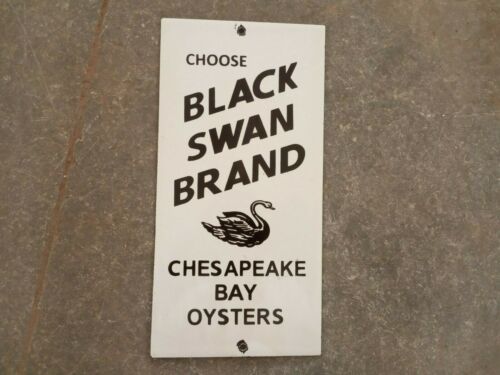 CHOOSE
BLACK
SWAN
BRAND
CHESAPEAKE
BAY
OYSTERS